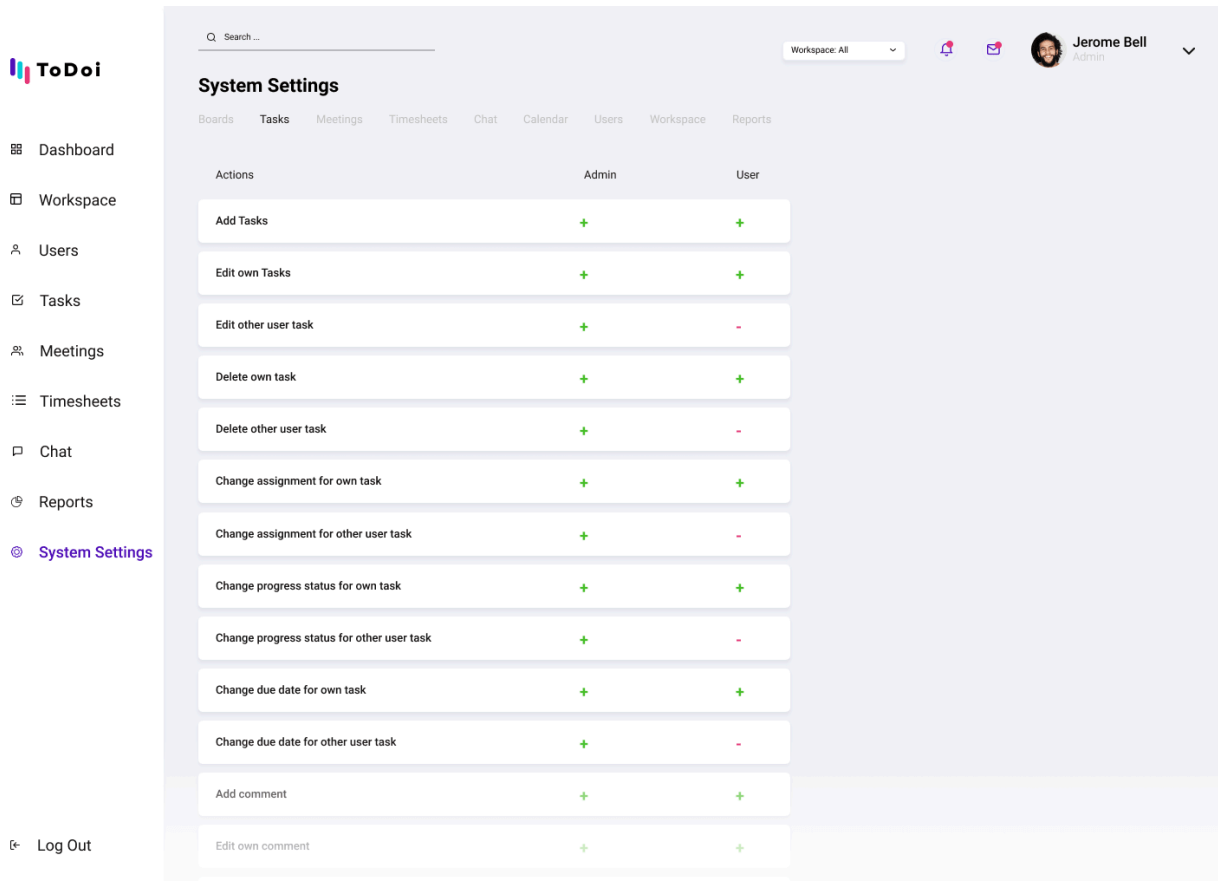 Search ...
Workspace: All
Jerome Bell
Admin
ToDoi
System Settings
Boards Tasks Meetings Timesheets Chat Calendar Users Workspace Reports
Dashboard
Workspace
Users
Tasks
Meetings
Timesheets
Chat
Reports
System Settings
Log Out
Actions Admin User
Add Tasks + +
Edit own Tasks + +
Edit other user task + -
Delete own task + +
Delete other user task + -
Change assignment for own task + +
Change assignment for other user task + -
Change progress status for own task + +
Change progress status for other user task + -
Change due date for own task + +
Change due date for other user task + -
Add comment + +
Edit own comment + +